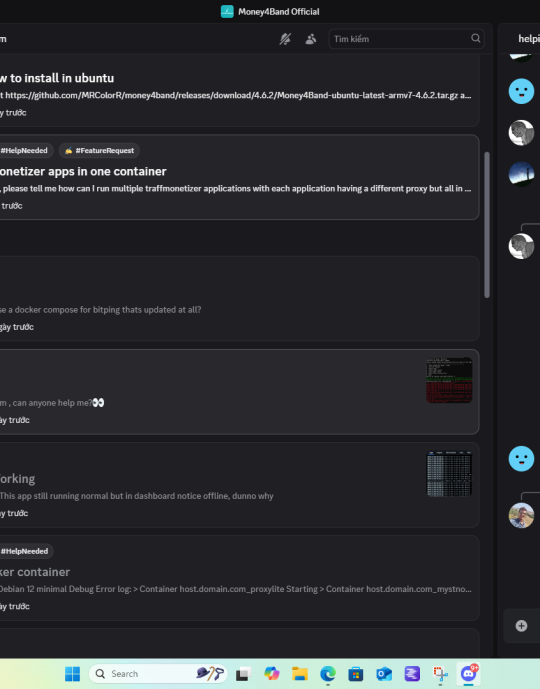 Money4Band Official
m
Tìm kiếm
helpi
w to install in ubuntu
t https://github.com/MRColorR/money4band/releases/download/4.6.2/Money4Band-ubuntu-latest-armv7-4.6.2.tar.gz a...
y trước
#HelpNeeded #FeatureRequest
onetizer apps in one container
, please tell me how can I run multiple traffmonetizer applications with each application having a different proxy but all in ...
trước
se a docker compose for bitping thats updated at all?
gày trước
m , can anyone help me?👀
ày trước
orking
This app still running normal but in dashboard notice offline, dunno why
ày trước
#HelpNeeded
ker container
Debian 12 minimal Debug Error log: > Container host.domain.com_proxylite Starting > Container host.domain.com_mystno...
ày trước
Search
9+